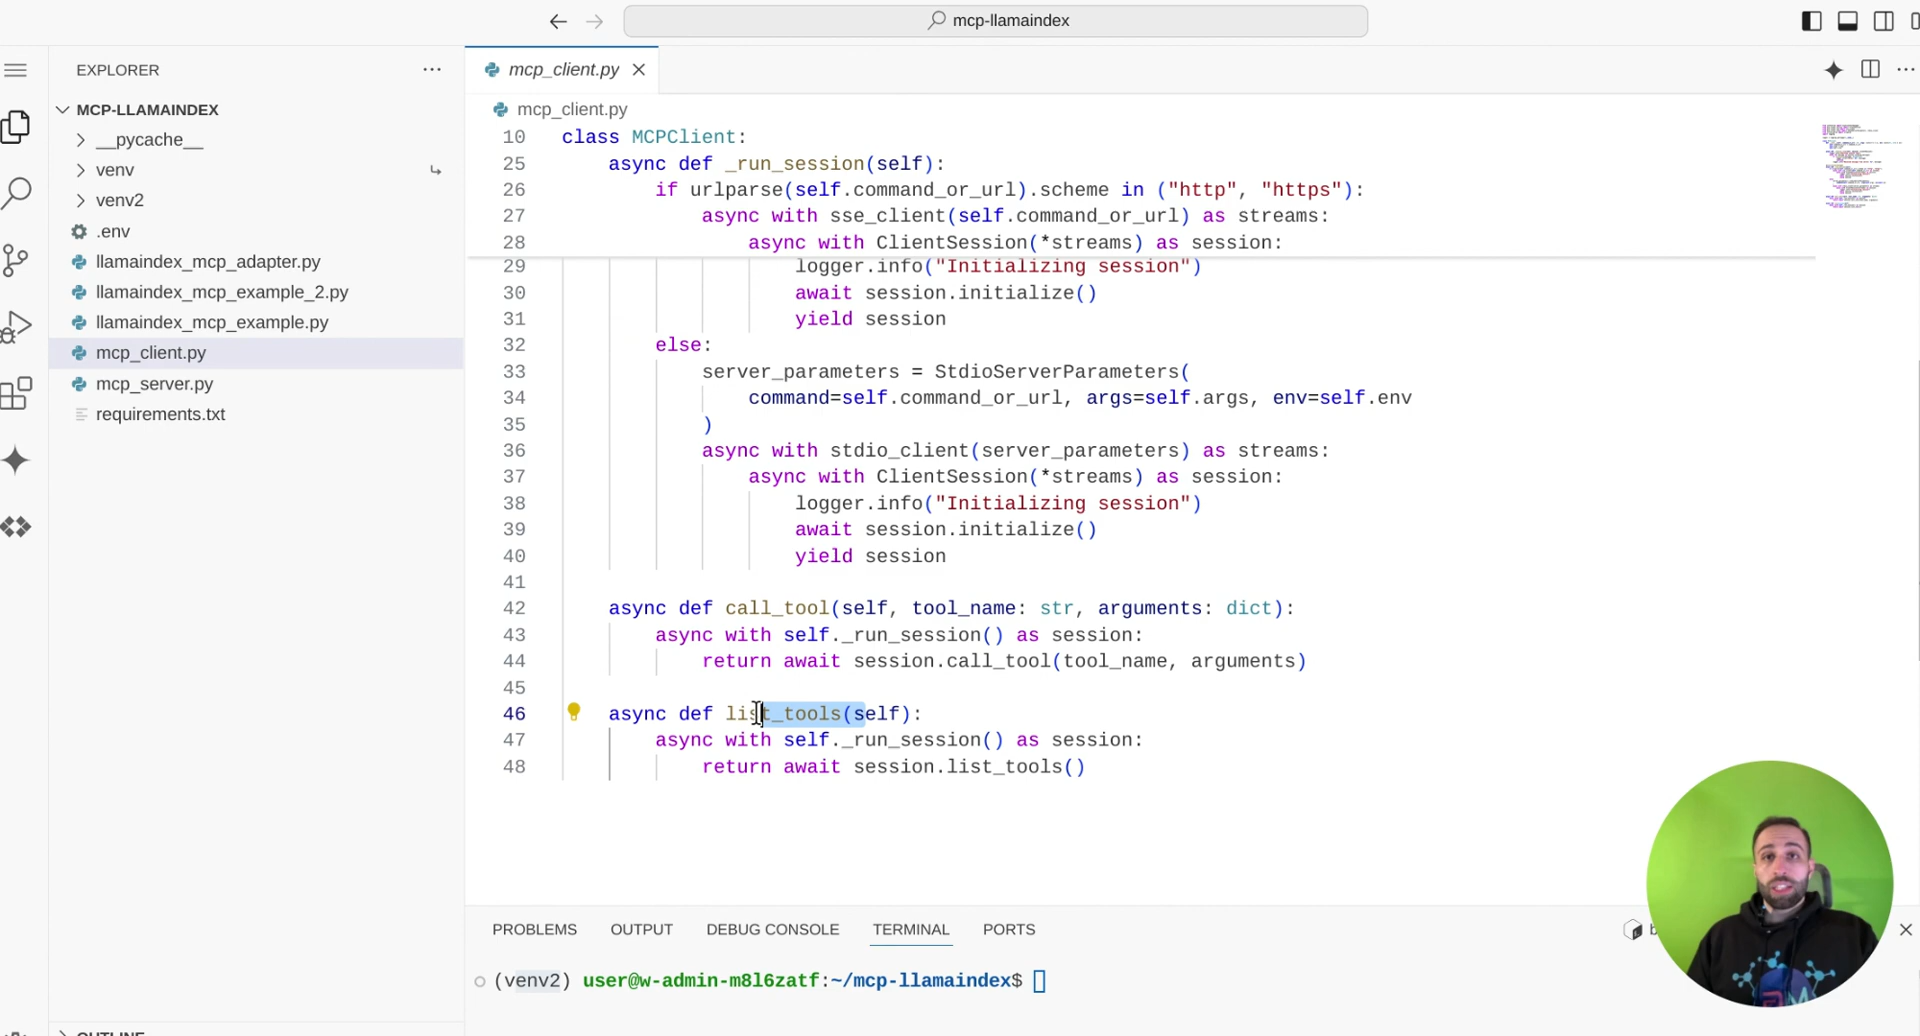 mcp-llamaindex
EXPLORER
MCP-LLAMAINDEX
__pycache__
venv
venv2
.env
llamaindex_mcp_adapter.py
llamaindex_mcp_example_2.py
llamaindex_mcp_example.py
mcp_client.py
mcp_server.py
requirements.txt
OUTLINE
mcp_client.py
mcp_client.py
10 class MCPClient:
25 async def _run_session(self):
26 if urlparse(self.command_or_url).scheme in ("http", "https"):
27 async with sse_client(self.command_or_url) as streams:
28 async with ClientSession(*streams) as session:
29 logger.info("Initializing session")
30 await session.initialize()
31 yield session
32 else:
33 server_parameters = StdioServerParameters(
34 command=self.command_or_url, args=self.args, env=self.env
35 )
36 async with stdio_client(server_parameters) as streams:
37 async with ClientSession(*streams) as session:
38 logger.info("Initializing session")
39 await session.initialize()
40 yield session
41
42 async def call_tool(self, tool_name: str, arguments: dict):
43 async with self._run_session() as session:
44 return await session.call_tool(tool_name, arguments)
45
46 async def list_tools(self):
47 async with self._run_session() as session:
48 return await session.list_tools()
PROBLEMS OUTPUT DEBUG CONSOLE TERMINAL PORTS
(venv2) user@w-admin-m8l6zatf:~/mcp-llamaindex$